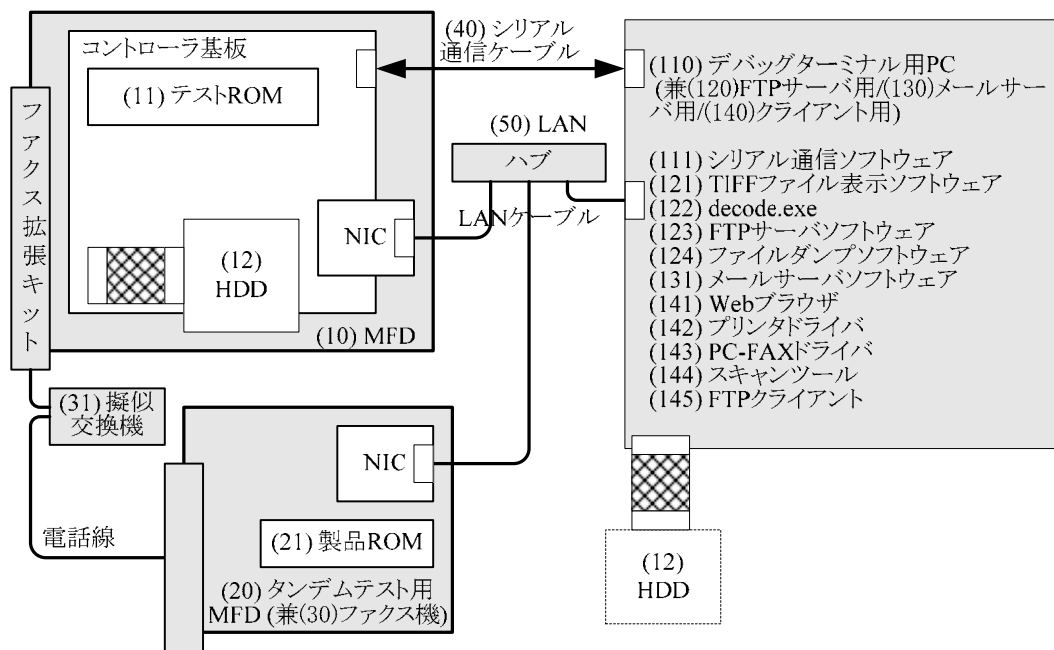 コントローラ基板
(11) テストROM
ファクス拡張キット
NIC
(12)
HDD
(10) MFD
(40) シリアル
通信ケーブル
(50) LAN
ハブ
LANケーブル
(110) デバッグターミナル用PC
(兼(120)FTPサーバ用/(130)メールサー
バ用/(140)クライアント用)
(111) シリアル通信ソフトウェア
(121) TIFFファイル表示ソフトウェア
(122) decode.exe
(123) FTPサーバソフトウェア
(124) ファイルダンプソフトウェア
(131) メールサーバソフトウェア
(141) Webブラウザ
(142) プリンタドライバ
(143) PC-FAXドライバ
(144) スキャンツール
(145) FTPクライアント
(31) 擬似
交換機
電話線
NIC
(21) 製品ROM
(20) タンデムテスト用
MFD (兼(30)ファクス機)
(12)
HDD